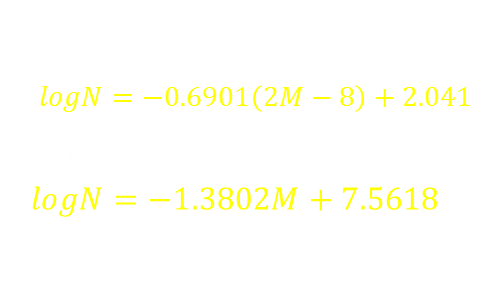 logN = −0.6901(2M − 8) + 2.041
logN = −1.3802M + 7.5618